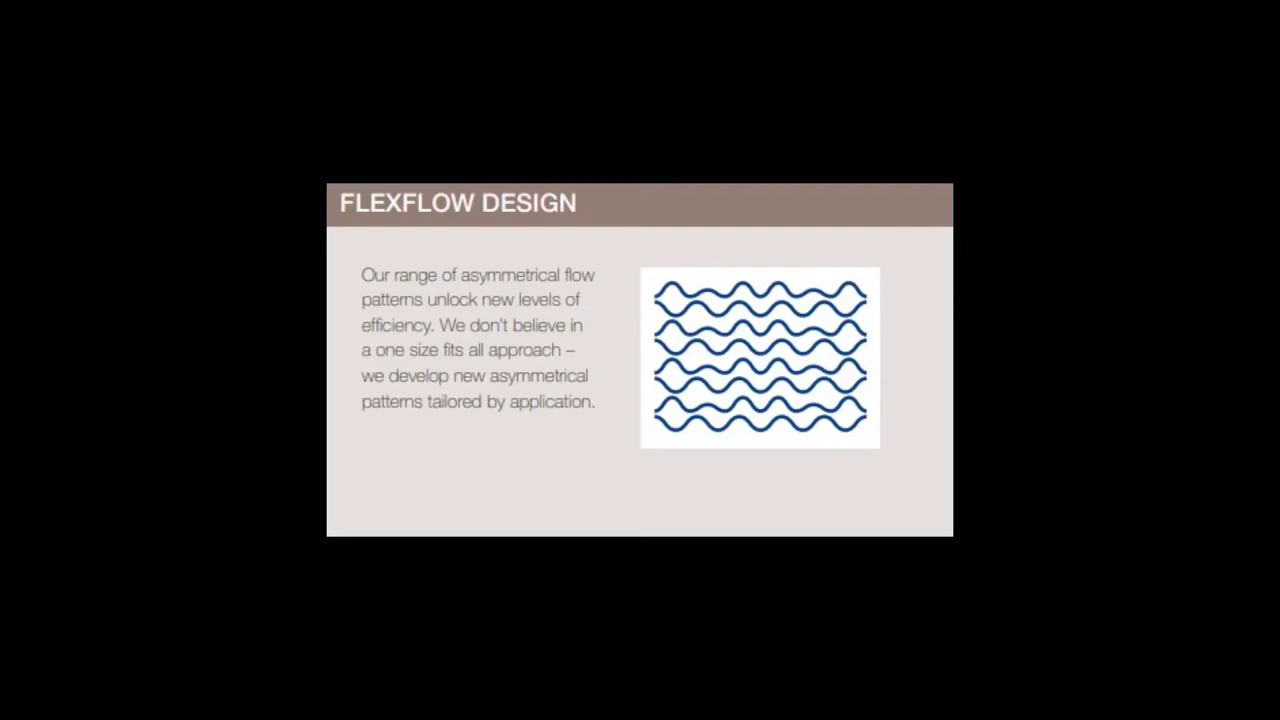 FLEXFLOW DESIGN
Our range of asymmetrical flow
patterns unlock new levels of
efficiency. We don't believe in
a one size fits all approach –
we develop new asymmetrical
patterns tailored by application.